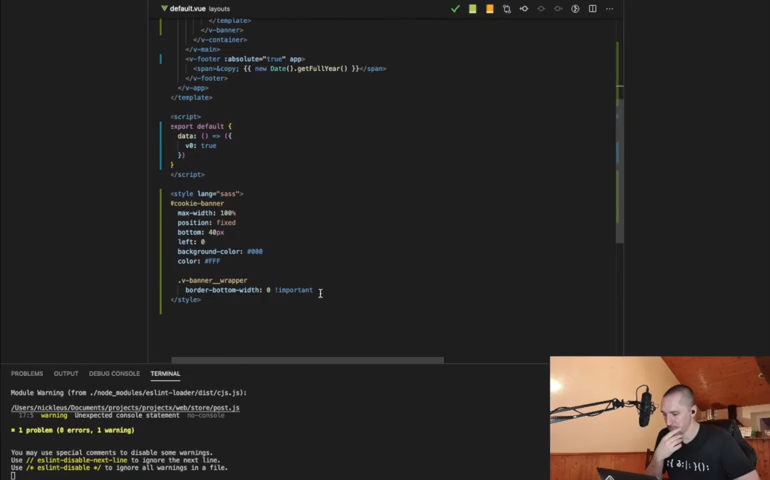 default.vue layouts
</template>
</v-banner>
</v-container>
</v-main>
<v-footer :absolute="true" app>
<span>&copy; {{ new Date().getFullYear() }}</span>
</v-footer>
</v-app>
</template>
<script>
export default {
data: () => ({
v0: true
})
}
</script>
<style lang="sass">
#cookie-banner
max-width: 100%
position: fixed
bottom: 40px
left: 0
background-color: #000
color: #FFF
.v-banner__wrapper
border-bottom-width: 0 !important
</style>
PROBLEMS OUTPUT DEBUG CONSOLE TERMINAL
Module Warning (from ./node_modules/eslint-loader/dist/cjs.js):
/Users/nickleus/Documents/projects/projectx/web/store/post.js
17:5 warning Unexpected console statement no-console
✖ 1 problem (0 errors, 1 warning)
You may use special comments to disable some warnings.
Use // eslint-disable-next-line to ignore the next line.
Use /* eslint-disable */ to ignore all warnings in a file.